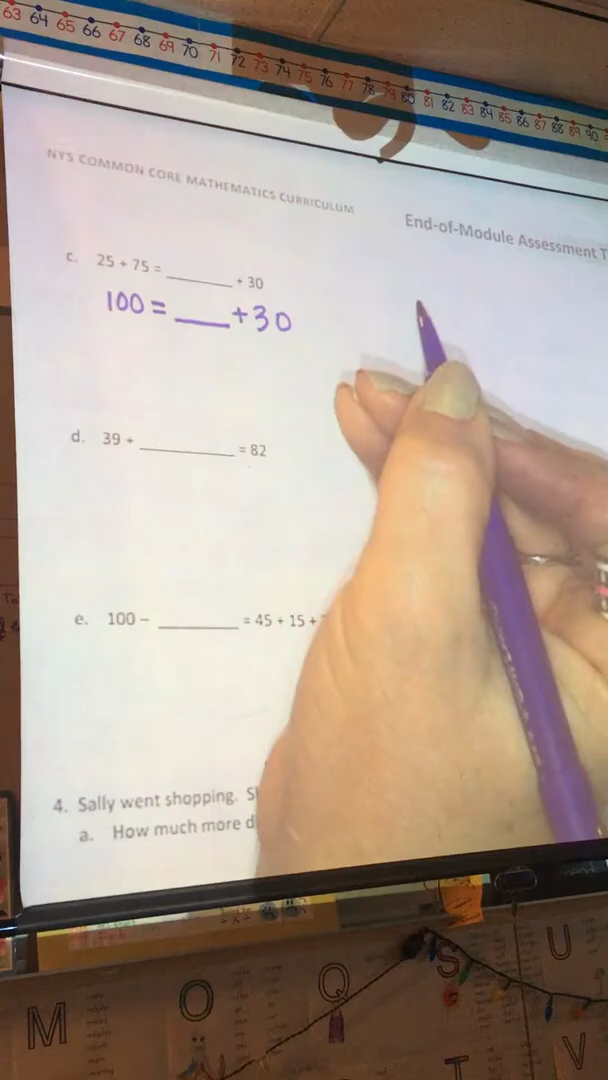 63 64 65 66 67 68 69 70 71 72 73 74 75 76 77 78 79 80 81 82 83 84 85 86 87 88 89 90
NYS COMMON CORE MATHEMATICS CURRICULUM
End-of-Module Assessment T
c. 25 + 75 = ________ + 30
100 = ___ + 30
d. 39 + ________ = 82
e. 100 – ________ = 45 + 15 +
4. Sally went shopping. S
a. How much more d
M O Q S U
T V